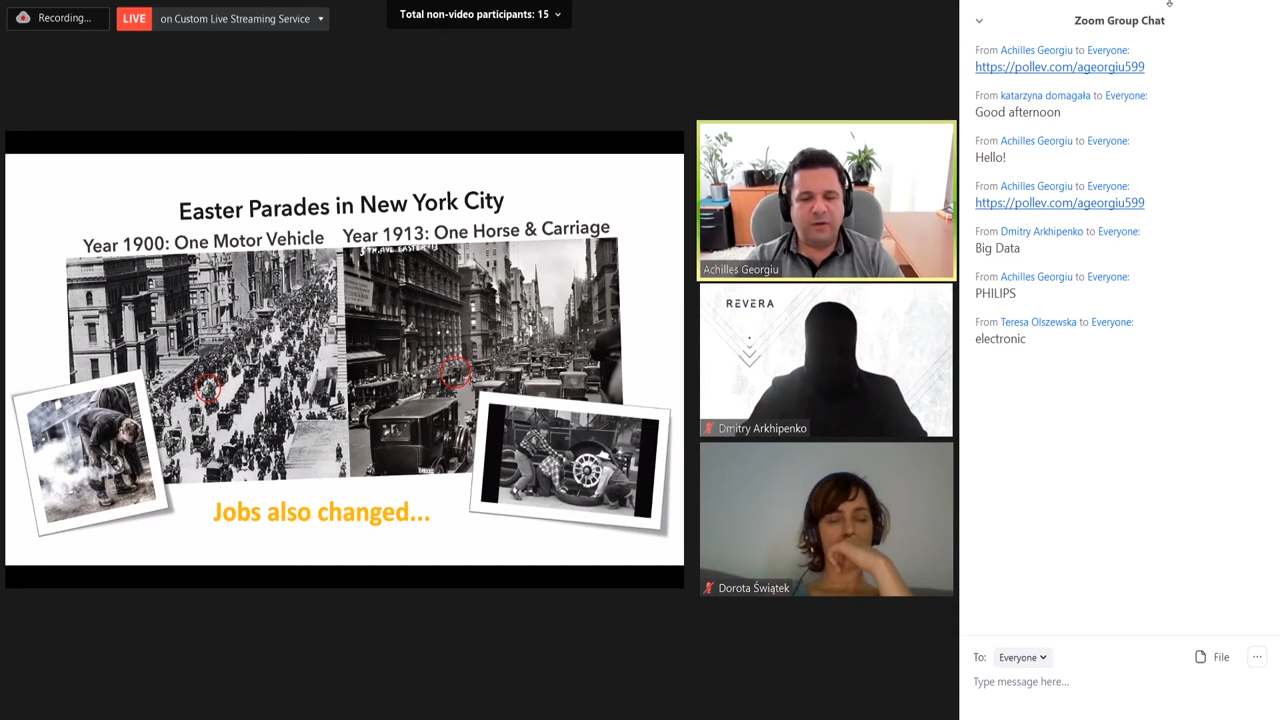 Recording...
LIVE on Custom Live Streaming Service
Total non-video participants: 15
Easter Parades in New York City
Year 1900: One Motor Vehicle
Year 1913: One Horse & Carriage
5TH AVE EASTER '13
Jobs also changed...
Achilles Georgiu
REVERA
Dmitry Arkhipenko
Dorota Świątek
Zoom Group Chat
From Achilles Georgiu to Everyone:
https://pollev.com/ageorgiu599
From katarzyna domagała to Everyone:
Good afternoon
From Achilles Georgiu to Everyone:
Hello!
From Achilles Georgiu to Everyone:
https://pollev.com/ageorgiu599
From Dmitry Arkhipenko to Everyone:
Big Data
From Achilles Georgiu to Everyone:
PHILIPS
From Teresa Olszewska to Everyone:
electronic
To: Everyone
File
Type message here...